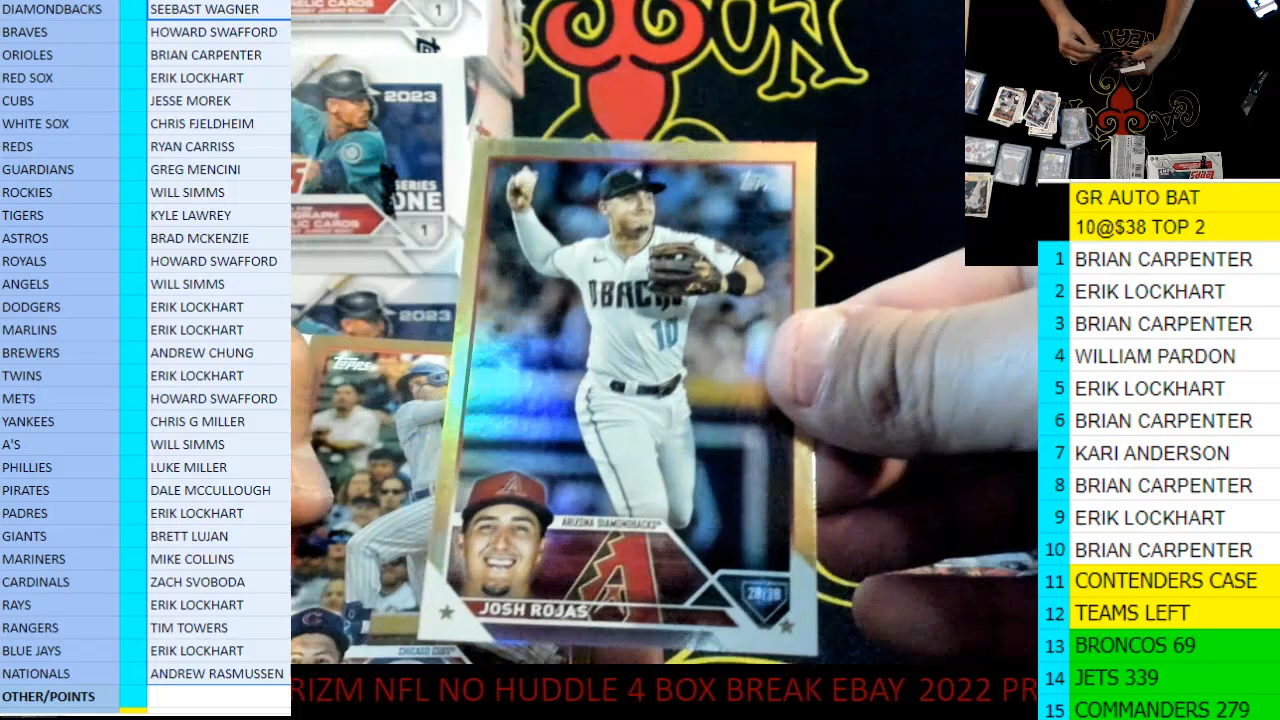 DIAMONDBACKS SEEBAST WAGNER
BRAVES HOWARD SWAFFORD
ORIOLES BRIAN CARPENTER
RED SOX ERIK LOCKHART
CUBS JESSE MOREK
WHITE SOX CHRIS FJELDHEIM
REDS RYAN CARRISS
GUARDIANS GREG MENCINI
ROCKIES WILL SIMMS
TIGERS KYLE LAWREY
ASTROS BRAD MCKENZIE
ROYALS HOWARD SWAFFORD
ANGELS WILL SIMMS
DODGERS ERIK LOCKHART
MARLINS ERIK LOCKHART
BREWERS ANDREW CHUNG
TWINS ERIK LOCKHART
METS HOWARD SWAFFORD
YANKEES CHRIS G MILLER
A'S WILL SIMMS
PHILLIES LUKE MILLER
PIRATES DALE MCCULLOUGH
PADRES ERIK LOCKHART
GIANTS BRETT LUJAN
MARINERS MIKE COLLINS
CARDINALS ZACH SVOBODA
RAYS ERIK LOCKHART
RANGERS TIM TOWERS
BLUE JAYS ERIK LOCKHART
NATIONALS ANDREW RASMUSSEN
OTHER/POINTS
1
2023
SERIES
ONE
1
2023
Topps
CHICAGO CUBS
Topps
DBACKS
10
ARIZONA DIAMONDBACKS
JOSH ROJAS
GR AUTO BAT
10@$38 TOP 2
1 BRIAN CARPENTER
2 ERIK LOCKHART
3 BRIAN CARPENTER
4 WILLIAM PARDON
5 ERIK LOCKHART
6 BRIAN CARPENTER
7 KARI ANDERSON
8 BRIAN CARPENTER
9 ERIK LOCKHART
10 BRIAN CARPENTER
11 CONTENDERS CASE
12 TEAMS LEFT
13 BRONCOS 69
14 JETS 339
15 COMMANDERS 279
RIZM NFL NO HUDDLE 4 BOX BREAK EBAY 2022 PR